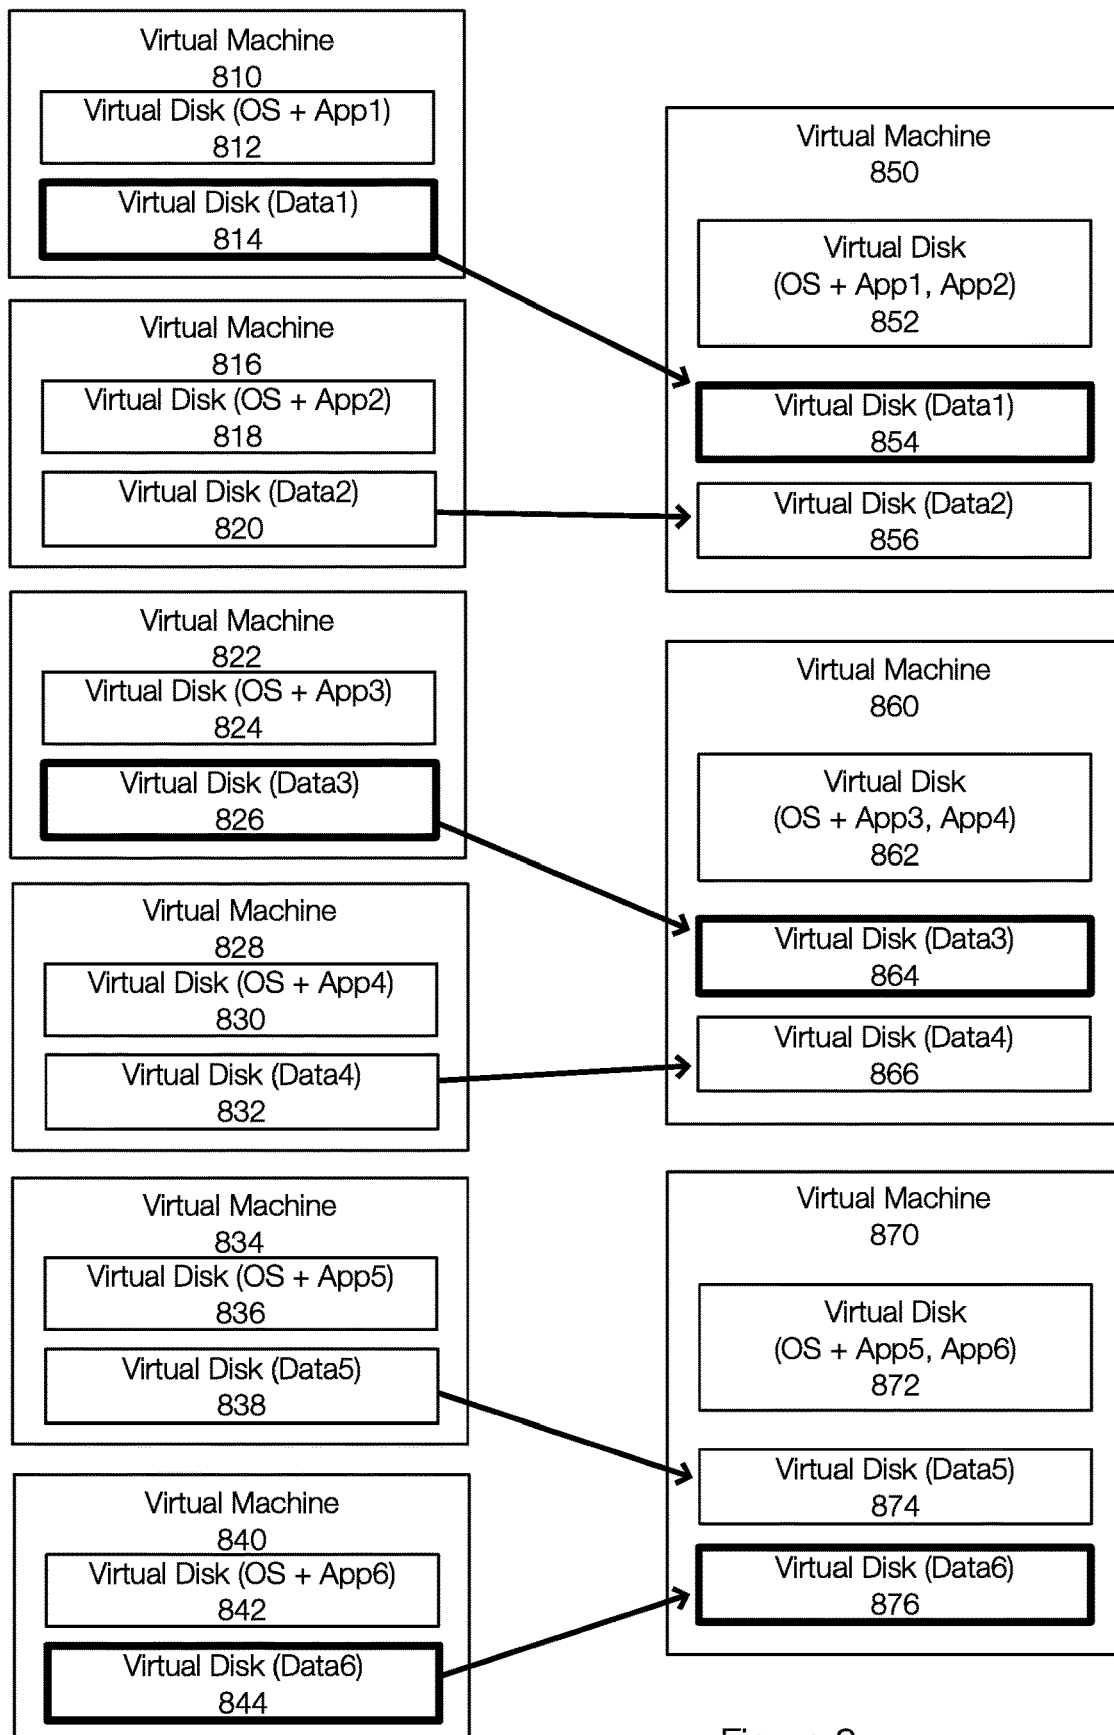 Virtual Machine
810
Virtual Disk (OS + App1)
812
Virtual Disk (Data1)
814
Virtual Machine
816
Virtual Disk (OS + App2)
818
Virtual Disk (Data2)
820
Virtual Machine
822
Virtual Disk (OS + App3)
824
Virtual Disk (Data3)
826
Virtual Machine
828
Virtual Disk (OS + App4)
830
Virtual Disk (Data4)
832
Virtual Machine
834
Virtual Disk (OS + App5)
836
Virtual Disk (Data5)
838
Virtual Machine
840
Virtual Disk (OS + App6)
842
Virtual Disk (Data6)
844
Virtual Machine
850
Virtual Disk
(OS + App1, App2)
852
Virtual Disk (Data1)
854
Virtual Disk (Data2)
856
Virtual Machine
860
Virtual Disk
(OS + App3, App4)
862
Virtual Disk (Data3)
864
Virtual Disk (Data4)
866
Virtual Machine
870
Virtual Disk
(OS + App5, App6)
872
Virtual Disk (Data5)
874
Virtual Disk (Data6)
876